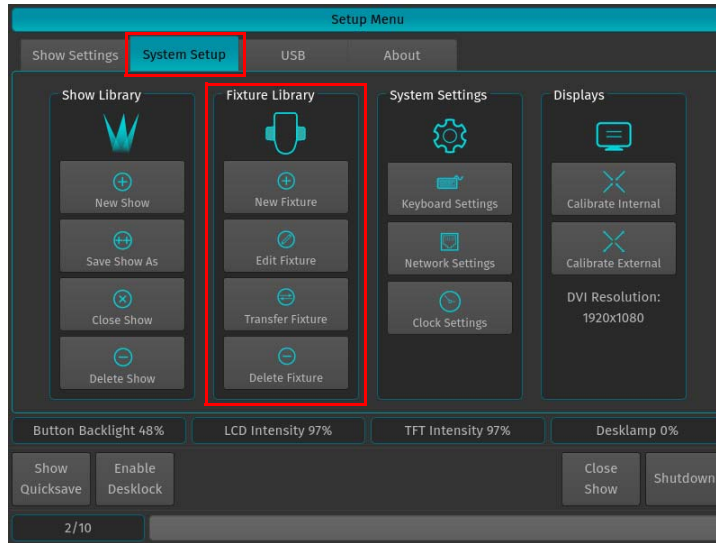 Setup Menu
Show Settings
System Setup
USB
About
Show Library
New Show
Save Show As
Close Show
Delete Show
Fixture Library
New Fixture
Edit Fixture
Transfer Fixture
Delete Fixture
System Settings
Keyboard Settings
Network Settings
Clock Settings
Displays
Calibrate Internal
Calibrate External
DVI Resolution:
1920x1080
Button Backlight 48%
LCD Intensity 97%
TFT Intensity 97%
Desklamp 0%
Show
Quicksave
Enable
Desklock
Close
Show
Shutdown
2/10